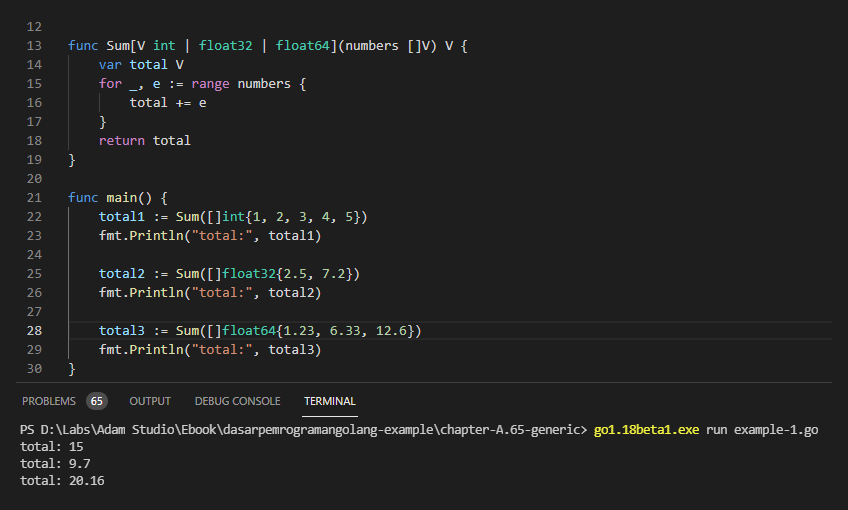 12
13 func Sum[V int | float32 | float64](numbers []V) V {
14     var total V
15     for _, e := range numbers {
16         total += e
17     }
18     return total
19 }
20
21 func main() {
22     total1 := Sum([]int{1, 2, 3, 4, 5})
23     fmt.Println("total:", total1)
24
25     total2 := Sum([]float32{2.5, 7.2})
26     fmt.Println("total:", total2)
27
28     total3 := Sum([]float64{1.23, 6.33, 12.6})
29     fmt.Println("total:", total3)
30 }
PROBLEMS 65 OUTPUT DEBUG CONSOLE TERMINAL
PS D:\Labs\Adam Studio\Ebook\dasarpemrogramangolang-example\chapter-A.65-generic> go1.18beta1.exe run example-1.go
total: 15
total: 9.7
total: 20.16